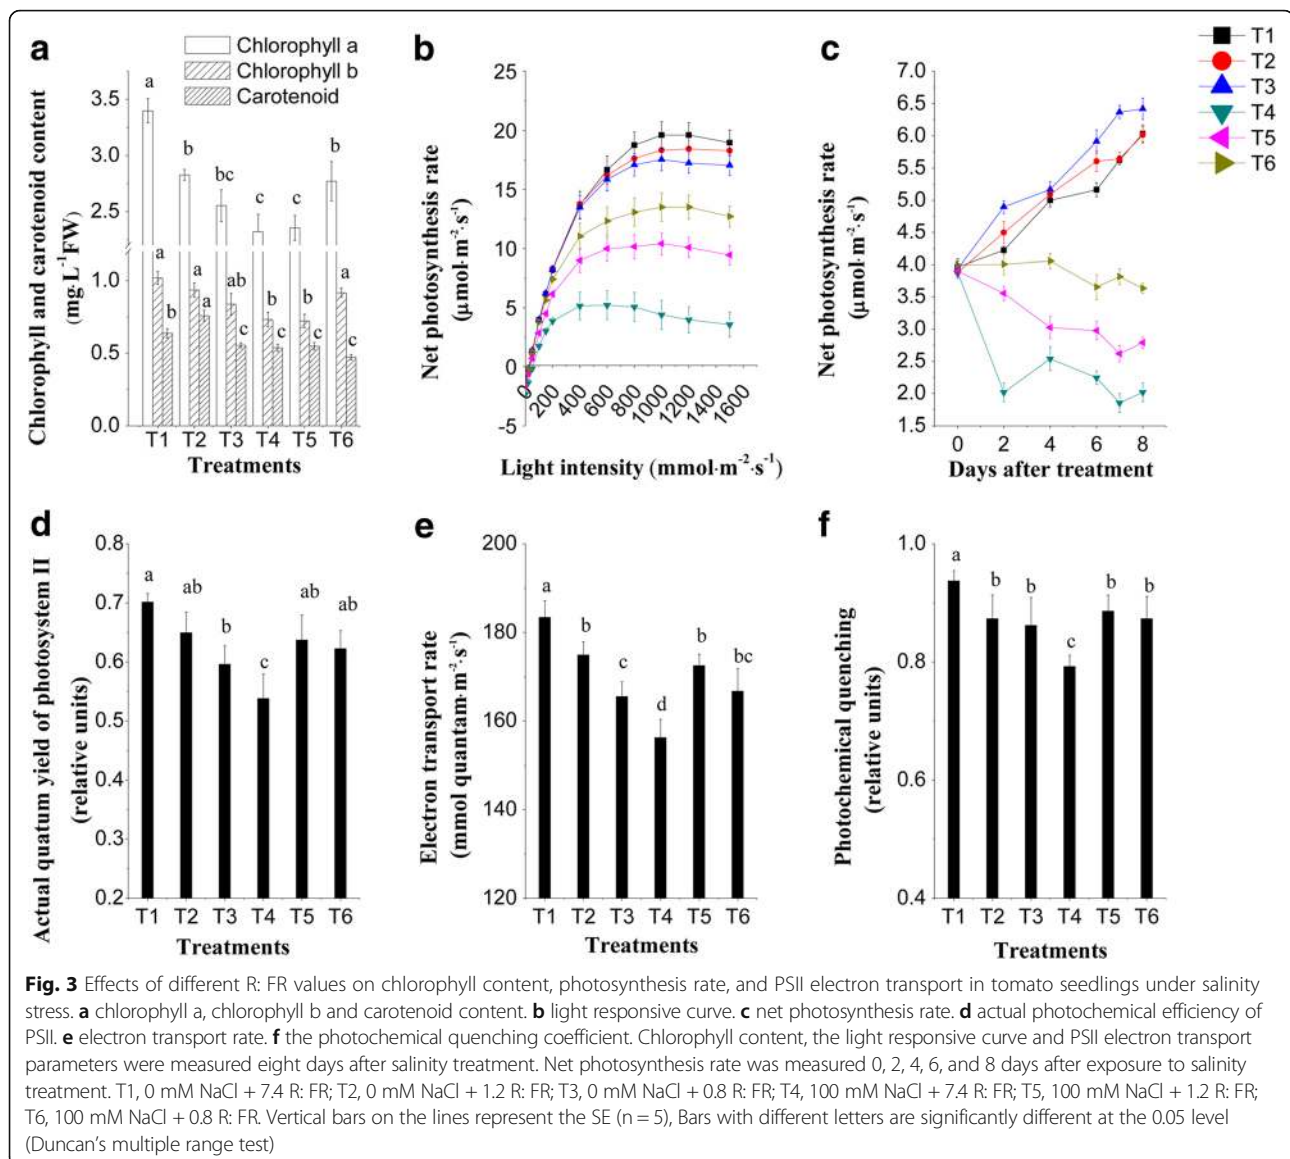 a
Chlorophyll a
Chlorophyll b
Carotenoid
Chlorophyll and carotenoid content
(mg·L⁻¹FW)
3.5
3.0
2.5
1.0
0.5
0.0
a
b
bc
c
c
b
a
b
a
a
ab
c
b
c
b
c
a
c
T1 T2 T3 T4 T5 T6
Treatments
b
Net photosynthesis rate
(μmol·m⁻²·s⁻¹)
25
20
15
10
5
0
-5
0 200 400 600 800 1000 1200 1400 1600
Light intensity (mmol·m⁻²·s⁻¹)
c
Net photosynthesis rate
(μmol·m⁻²·s⁻¹)
7.0
6.5
6.0
5.5
5.0
4.5
4.0
3.5
3.0
2.5
2.0
1.5
0 2 4 6 8
Days after treatment
T1
T2
T3
T4
T5
T6
d
Actual quatum yield of photosystem II
(relative units)
0.8
0.7
0.6
0.5
0.4
0.3
0.2
a ab b c ab ab
T1 T2 T3 T4 T5 T6
Treatments
e
Electron transport rate
(mmol quantam·m⁻²·s⁻¹)
200
180
160
140
120
a b c d b bc
T1 T2 T3 T4 T5 T6
Treatments
f
Photochemical quenching
(relative units)
1.0
0.8
0.6
0.4
a b b c b b
T1 T2 T3 T4 T5 T6
Treatments
Fig. 3 Effects of different R: FR values on chlorophyll content, photosynthesis rate, and PSII electron transport in tomato seedlings under salinity
stress. a chlorophyll a, chlorophyll b and carotenoid content. b light responsive curve. c net photosynthesis rate. d actual photochemical efficiency of
PSII. e electron transport rate. f the photochemical quenching coefficient. Chlorophyll content, the light responsive curve and PSII electron transport
parameters were measured eight days after salinity treatment. Net photosynthesis rate was measured 0, 2, 4, 6, and 8 days after exposure to salinity
treatment. T1, 0 mM NaCl + 7.4 R: FR; T2, 0 mM NaCl + 1.2 R: FR; T3, 0 mM NaCl + 0.8 R: FR; T4, 100 mM NaCl + 7.4 R: FR; T5, 100 mM NaCl + 1.2 R: FR;
T6, 100 mM NaCl + 0.8 R: FR. Vertical bars on the lines represent the SE (n = 5), Bars with different letters are significantly different at the 0.05 level
(Duncan's multiple range test)